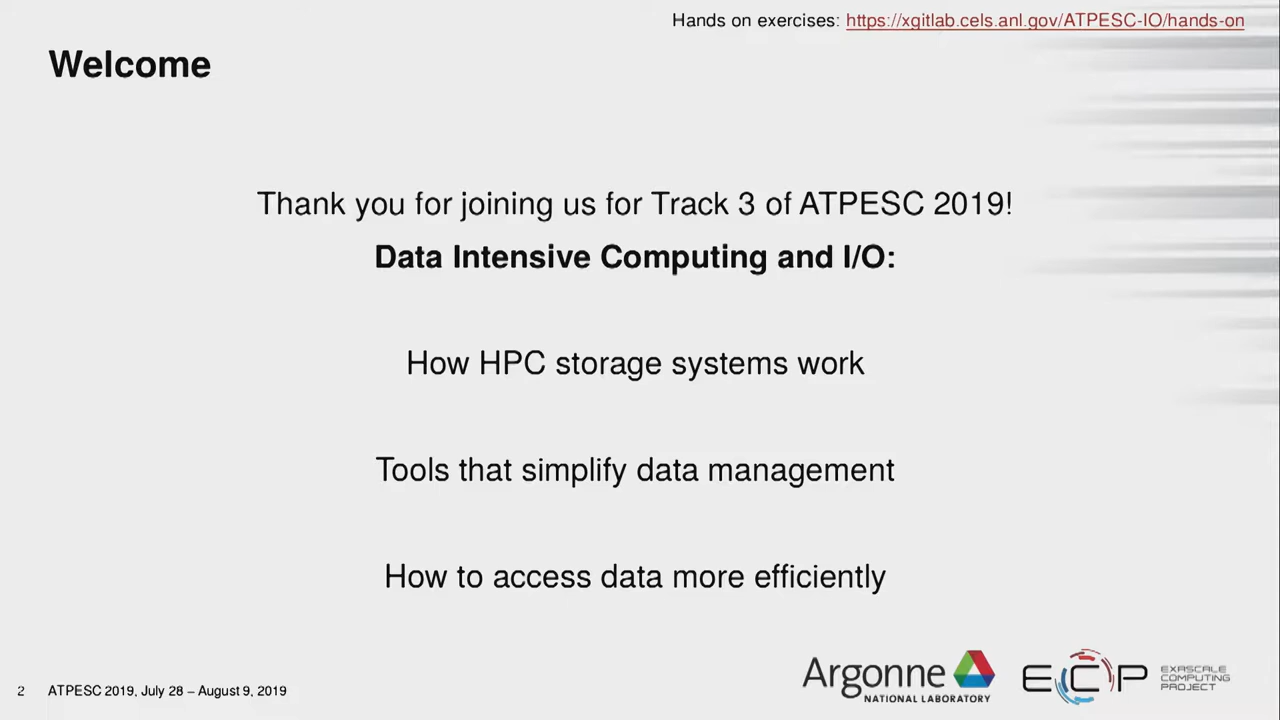 Hands on exercises: https://xgitlab.cels.anl.gov/ATPESC-IO/hands-on
Welcome
Thank you for joining us for Track 3 of ATPESC 2019!
Data Intensive Computing and I/O:
How HPC storage systems work
Tools that simplify data management
How to access data more efficiently
2 ATPESC 2019, July 28 – August 9, 2019
Argonne
NATIONAL LABORATORY
ECP
EXASCALE
COMPUTING
PROJECT